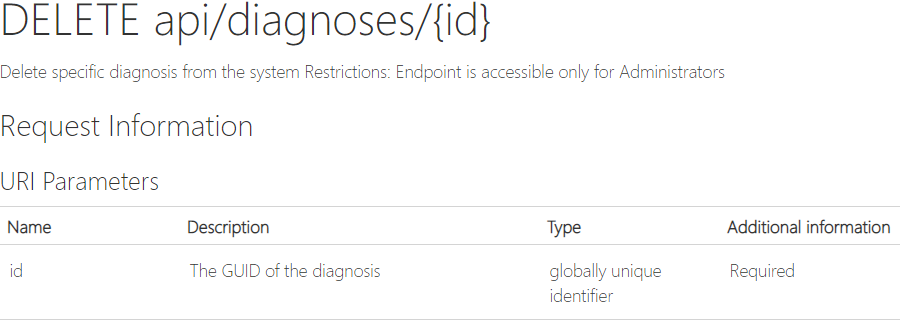 DELETE api/diagnoses/{id}
Delete specific diagnosis from the system Restrictions: Endpoint is accessible only for Administrators
Request Information
URI Parameters
Name Description Type Additional information
id The GUID of the diagnosis globally unique Required
identifier